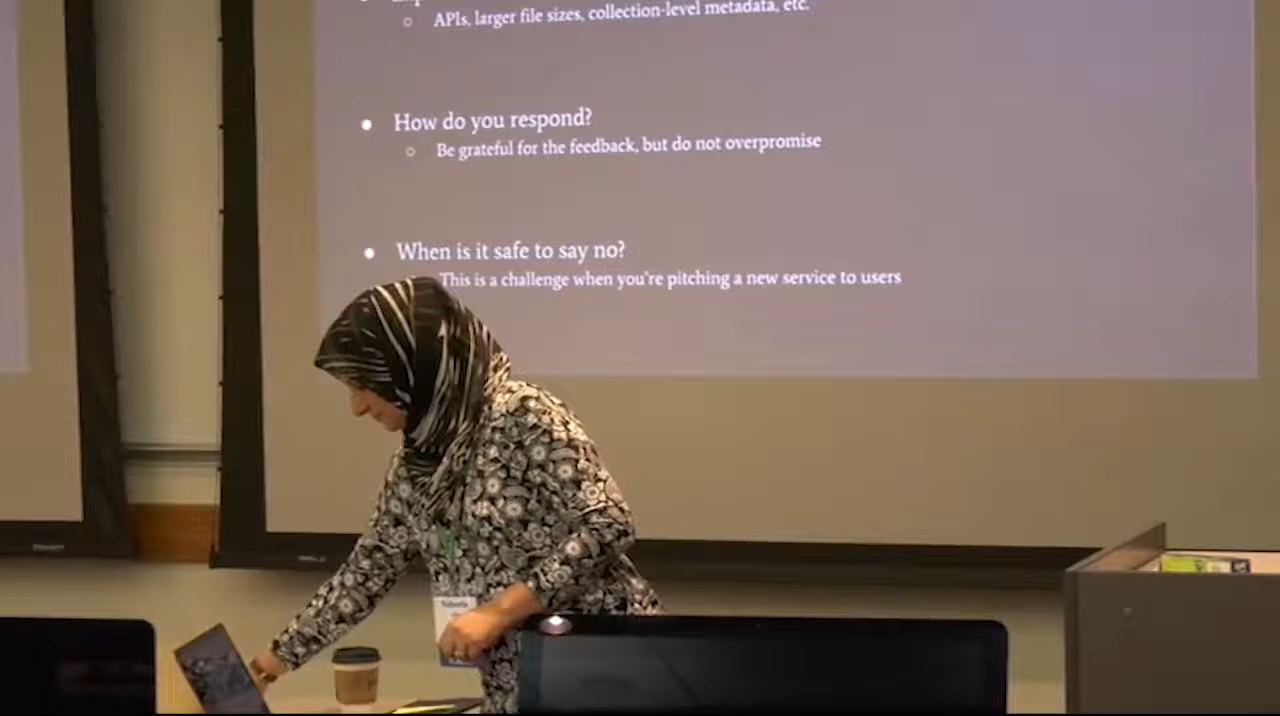 APIs, larger file sizes, collection-level metadata, etc.
How do you respond?
Be grateful for the feedback, but do not overpromise
When is it safe to say no?
This is a challenge when you're pitching a new service to users